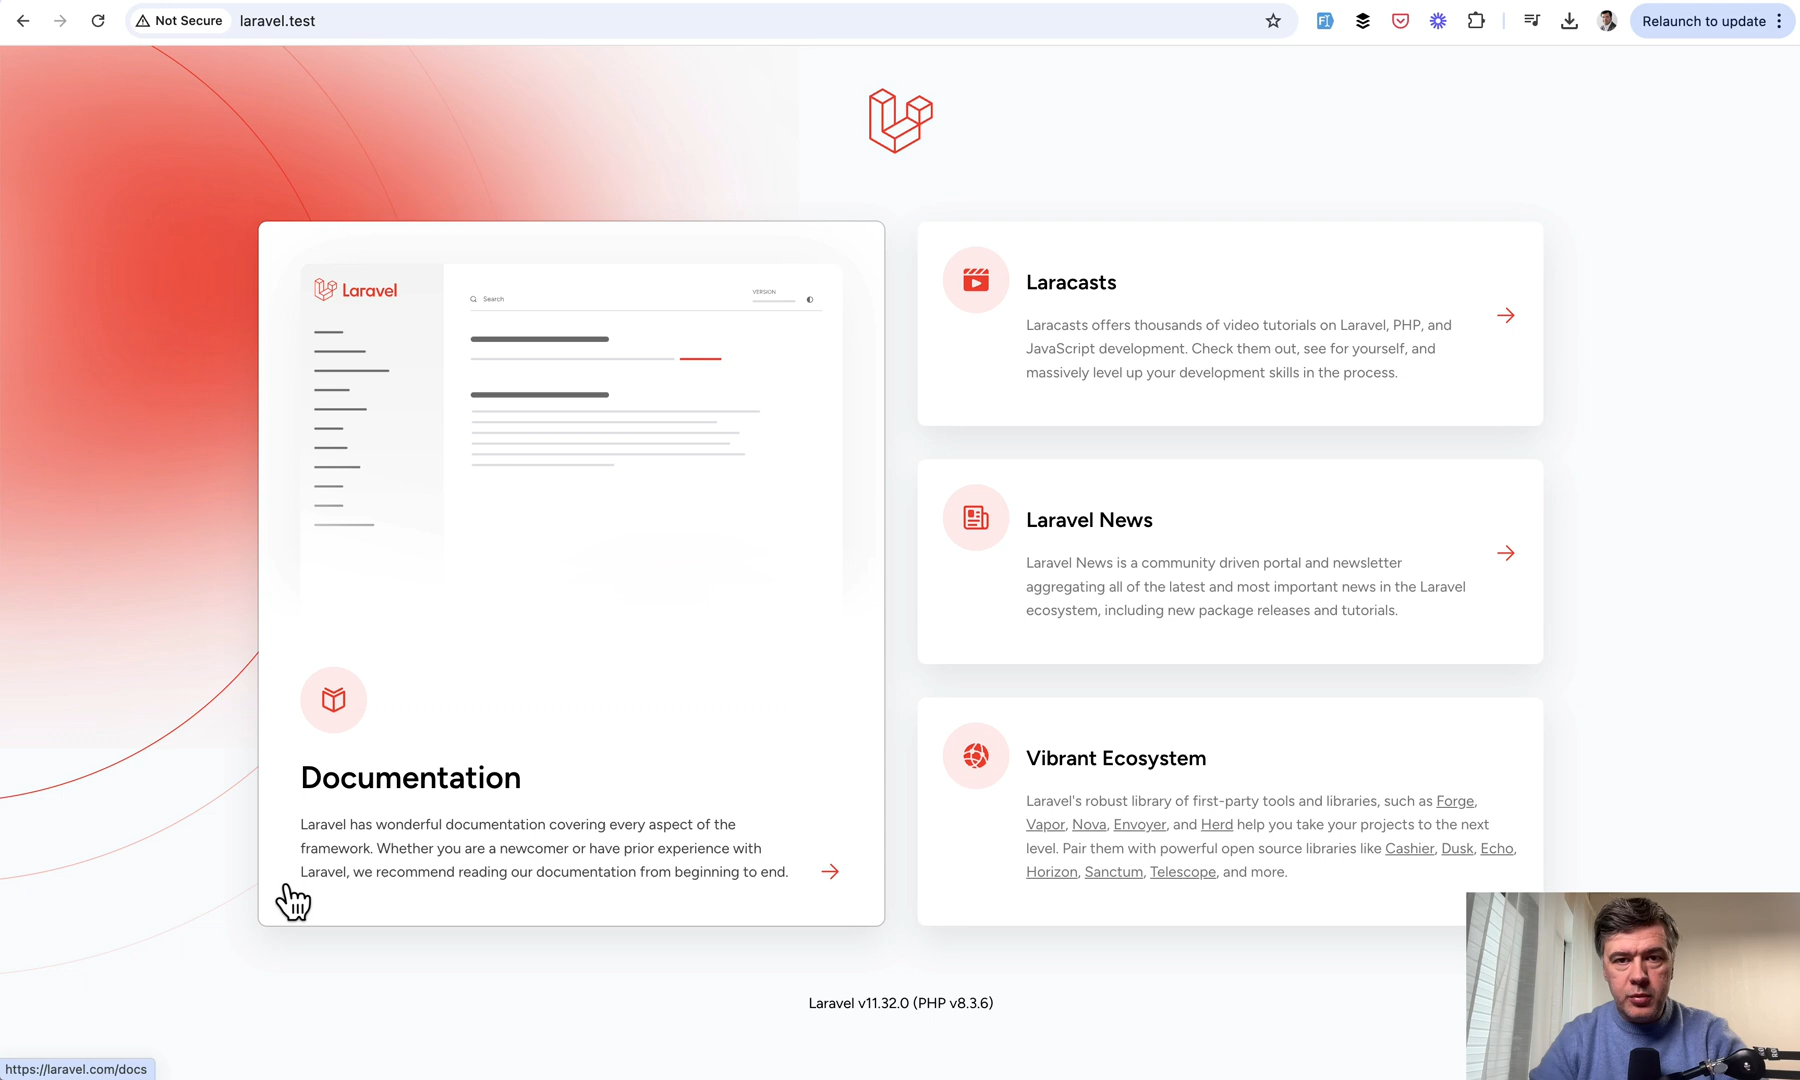 Not Secure
laravel.test
Relaunch to update
Laravel
Search
VERSION
Documentation
Laravel has wonderful documentation covering every aspect of the
framework. Whether you are a newcomer or have prior experience with
Laravel, we recommend reading our documentation from beginning to end.
Laracasts
Laracasts offers thousands of video tutorials on Laravel, PHP, and
JavaScript development. Check them out, see for yourself, and
massively level up your development skills in the process.
Laravel News
Laravel News is a community driven portal and newsletter
aggregating all of the latest and most important news in the Laravel
ecosystem, including new package releases and tutorials.
Vibrant Ecosystem
Laravel's robust library of first-party tools and libraries, such as Forge,
Vapor, Nova, Envoyer, and Herd help you take your projects to the next
level. Pair them with powerful open source libraries like Cashier, Dusk, Echo,
Horizon, Sanctum, Telescope, and more.
Laravel v11.32.0 (PHP v8.3.6)
https://laravel.com/docs